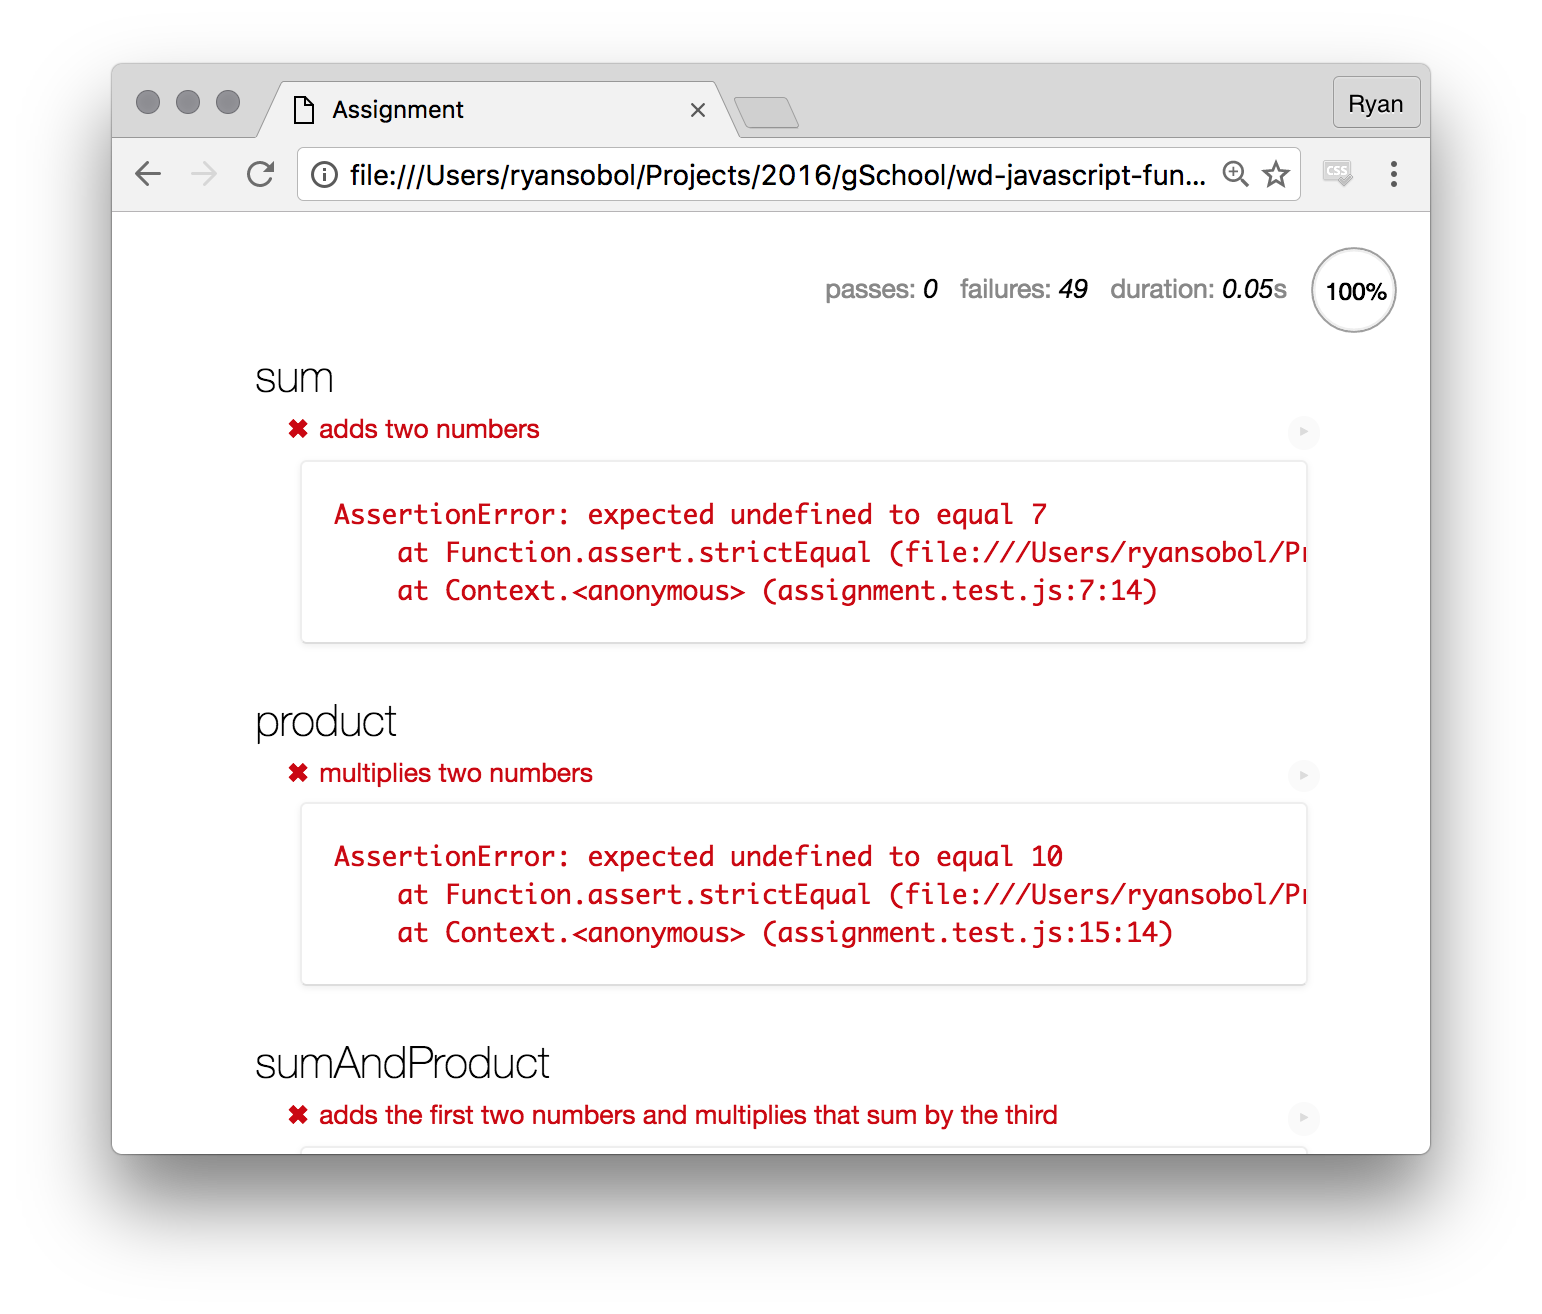 Assignment
Ryan
file:///Users/ryansobol/Projects/2016/gSchool/wd-javascript-fun...
CSS
passes: 0 failures: 49 duration: 0.05s 100%
sum
✖ adds two numbers
AssertionError: expected undefined to equal 7
at Function.assert.strictEqual (file:///Users/ryansobol/Pr
at Context.<anonymous> (assignment.test.js:7:14)
product
✖ multiplies two numbers
AssertionError: expected undefined to equal 10
at Function.assert.strictEqual (file:///Users/ryansobol/Pr
at Context.<anonymous> (assignment.test.js:15:14)
sumAndProduct
✖ adds the first two numbers and multiplies that sum by the third